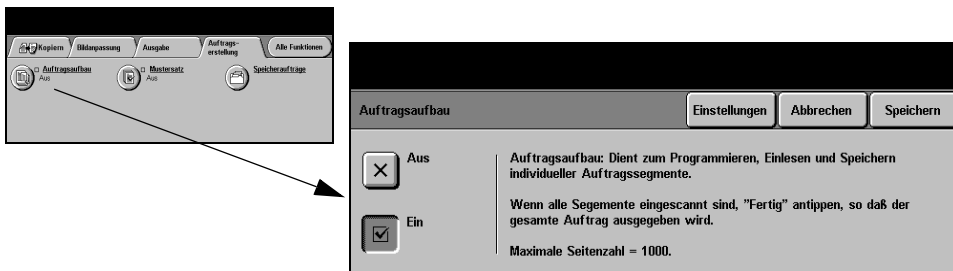 Kopieren
Bildanpassung
Ausgabe
Auftrags-
erstellung
Alle Funktionen
Auftragsaufbau
Aus
Mustersatz
Aus
Speicheraufträge
Auftragsaufbau
Einstellungen
Abbrechen
Speichern
Aus
Ein
Auftragsaufbau: Dient zum Programmieren, Einlesen und Speichern
individueller Auftragssegmente.
Wenn alle Segemente eingescannt sind, "Fertig" antippen, so daß der
gesamte Auftrag ausgegeben wird.
Maximale Seitenzahl = 1000.